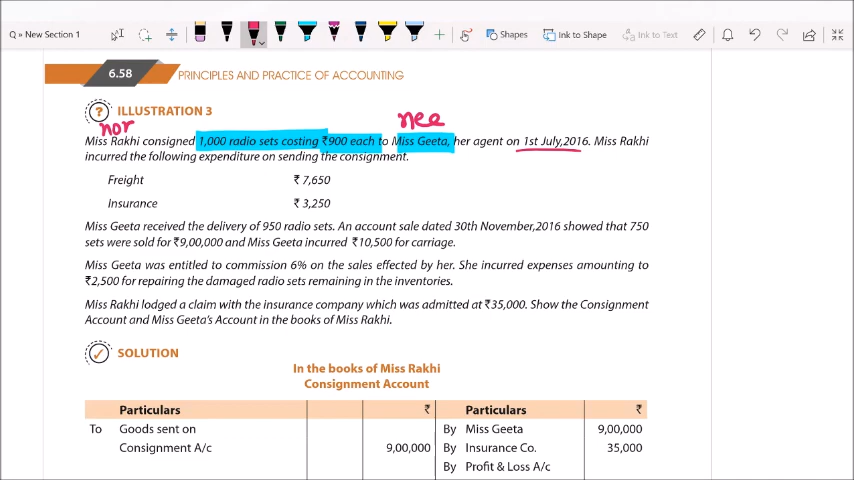 Q » New Section 1
Shapes
Ink to Shape
Ink to Text
6.58 PRINCIPLES AND PRACTICE OF ACCOUNTING
? ILLUSTRATION 3
nor
nee
Miss Rakhi consigned 1,000 radio sets costing ₹900 each to Miss Geeta, her agent on 1st July,2016. Miss Rakhi
incurred the following expenditure on sending the consignment.
Freight ₹ 7,650
Insurance ₹ 3,250
Miss Geeta received the delivery of 950 radio sets. An account sale dated 30th November,2016 showed that 750
sets were sold for ₹9,00,000 and Miss Geeta incurred ₹10,500 for carriage.
Miss Geeta was entitled to commission 6% on the sales effected by her. She incurred expenses amounting to
₹2,500 for repairing the damaged radio sets remaining in the inventories.
Miss Rakhi lodged a claim with the insurance company which was admitted at ₹35,000. Show the Consignment
Account and Miss Geeta's Account in the books of Miss Rakhi.
SOLUTION
In the books of Miss Rakhi
Consignment Account
Particulars ₹ Particulars ₹
To Goods sent on By Miss Geeta 9,00,000
Consignment A/c 9,00,000 By Insurance Co. 35,000
By Profit & Loss A/c